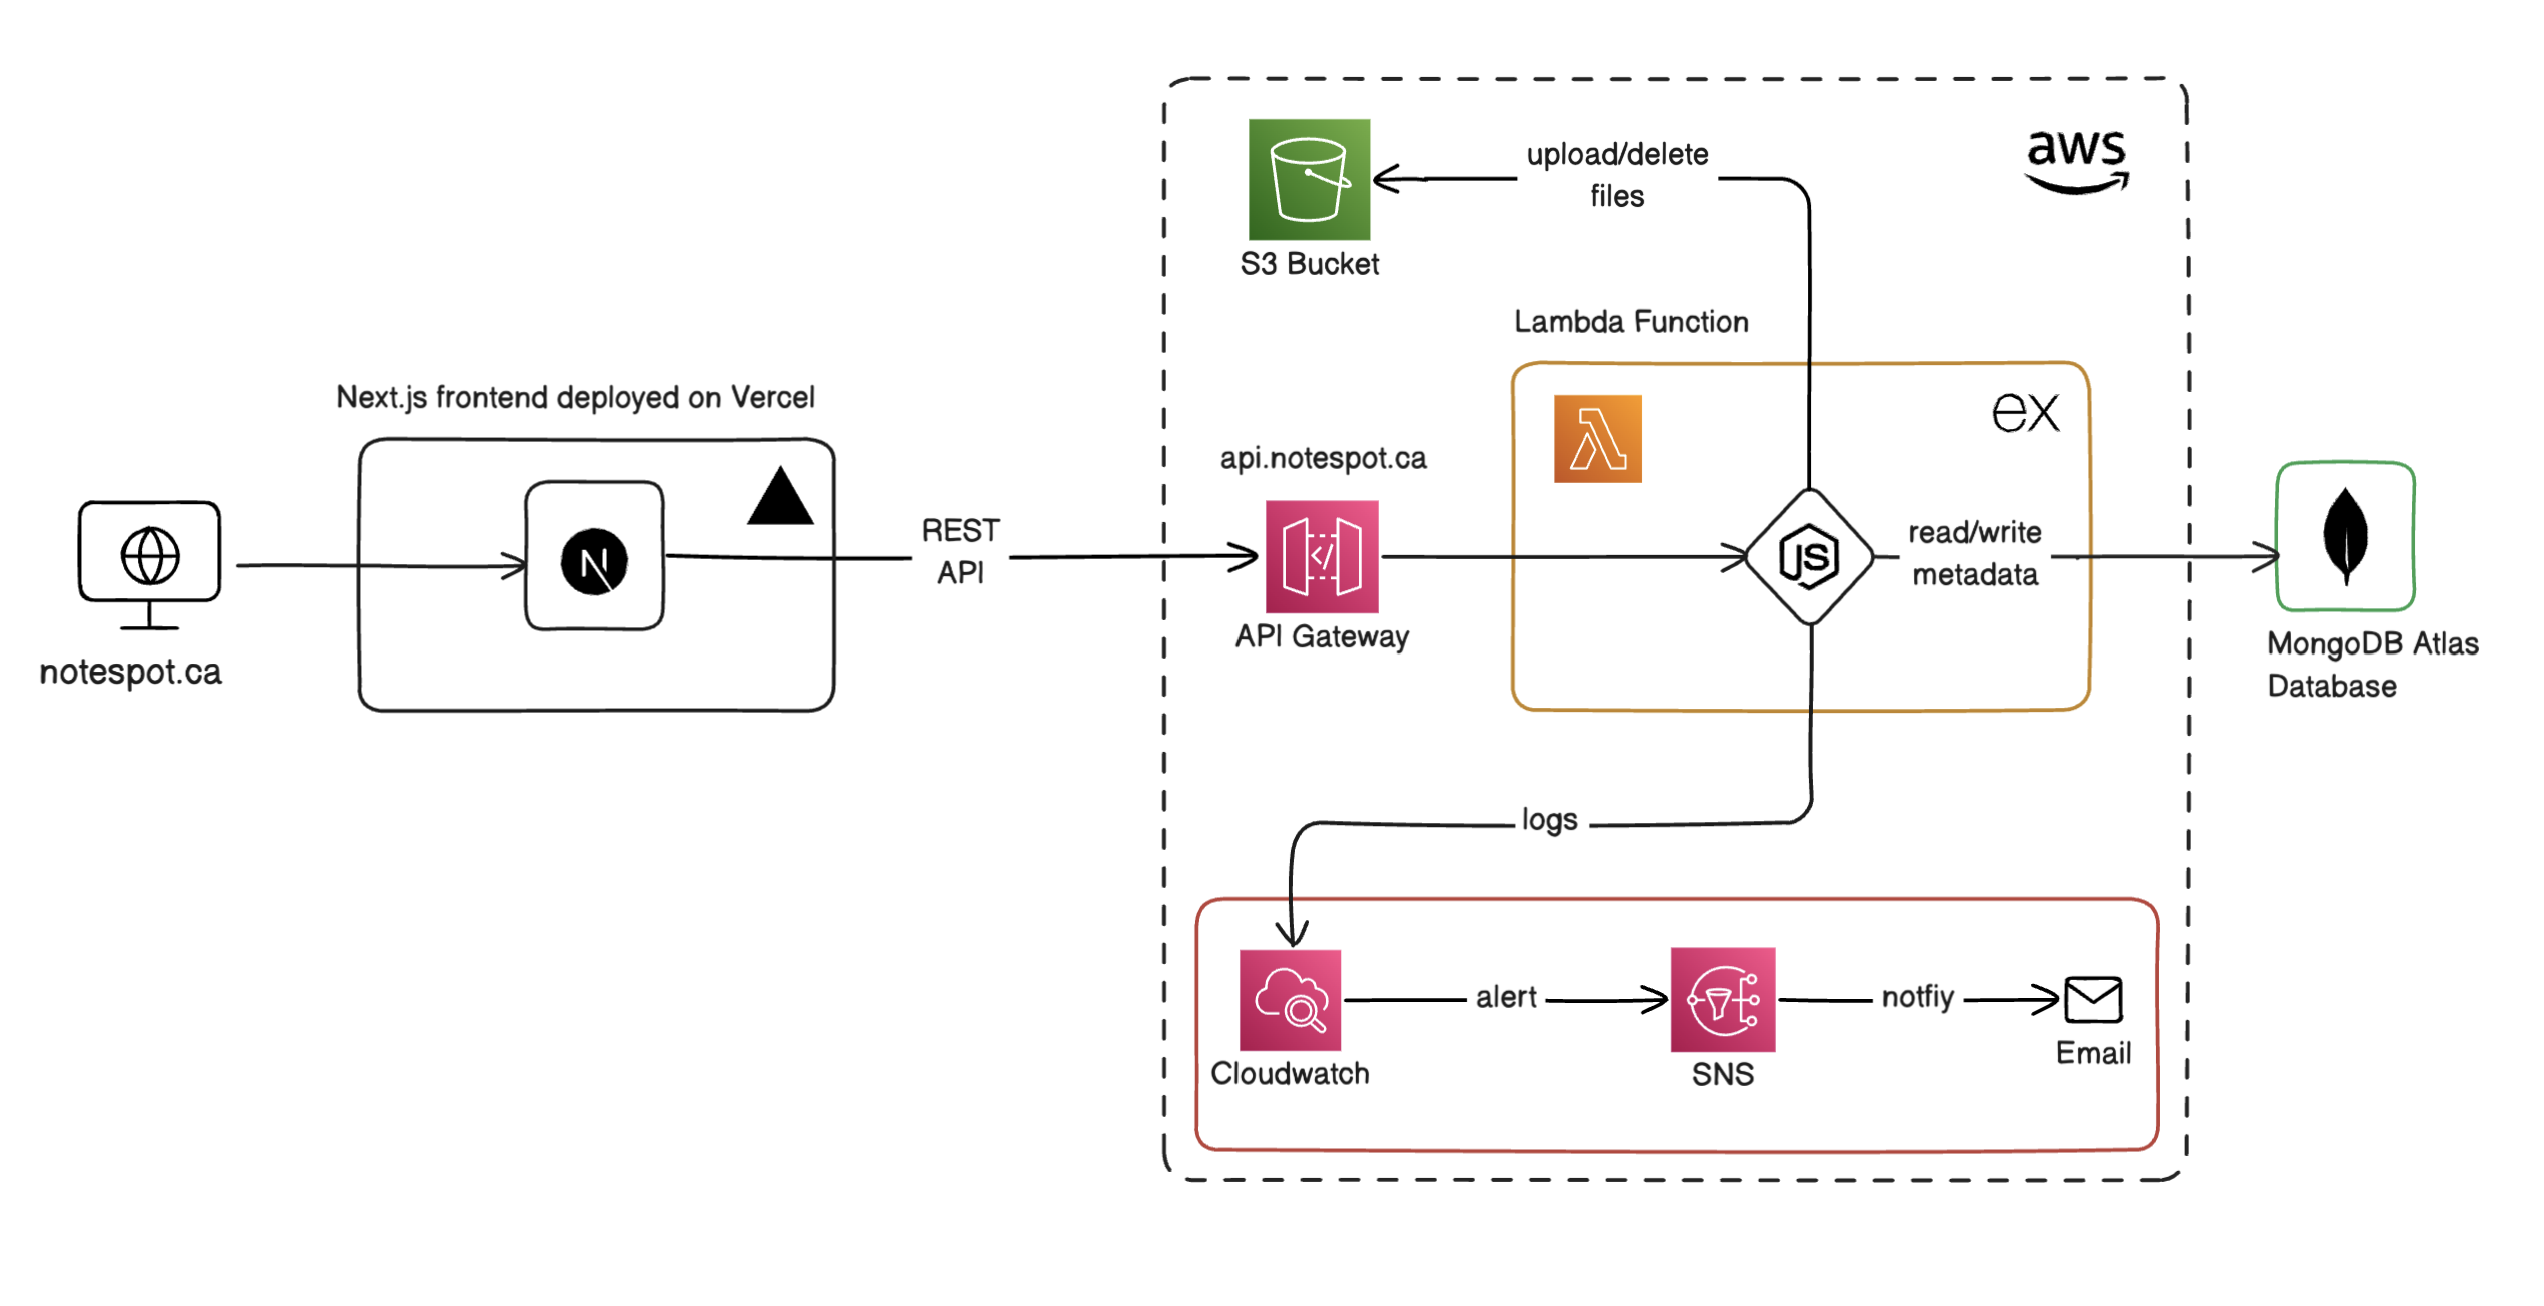 notespot.ca
Next.js frontend deployed on Vercel
N
REST
API
aws
S3 Bucket
upload/delete
files
Lambda Function
ex
api.notespot.ca
API Gateway
JS
read/write
metadata
MongoDB Atlas
Database
logs
Cloudwatch
alert
SNS
notfiy
Email